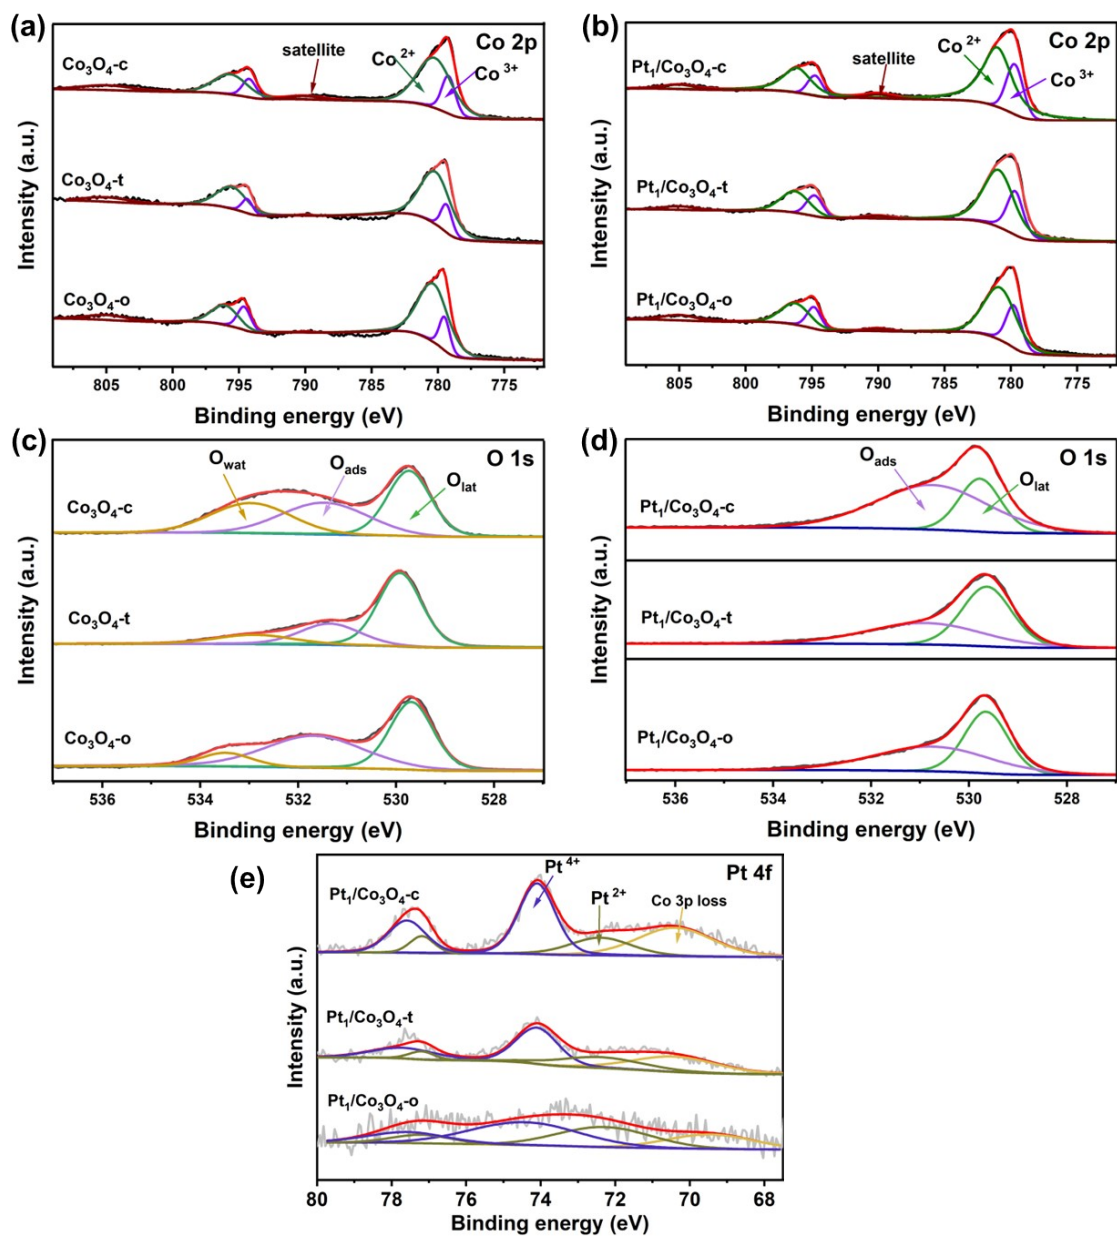 (a)
Co 2p
Co₃O₄-c
satellite
Co ²⁺
Co ³⁺
Co₃O₄-t
Co₃O₄-o
Intensity (a.u.)
805 800 795 790 785 780 775
Binding energy (eV)
(b)
Co 2p
Pt₁/Co₃O₄-c
satellite
Co ²⁺
Co ³⁺
Pt₁/Co₃O₄-t
Pt₁/Co₃O₄-o
Intensity (a.u.)
805 800 795 790 785 780 775
Binding energy (eV)
(c)
O 1s
O_wat
O_ads
O_lat
Co₃O₄-c
Co₃O₄-t
Co₃O₄-o
Intensity (a.u.)
536 534 532 530 528
Binding energy (eV)
(d)
O 1s
O_ads
O_lat
Pt₁/Co₃O₄-c
Pt₁/Co₃O₄-t
Pt₁/Co₃O₄-o
Intensity (a.u.)
536 534 532 530 528
Binding energy (eV)
(e)
Pt 4f
Pt ⁴⁺
Pt ²⁺
Co 3p loss
Pt₁/Co₃O₄-c
Pt₁/Co₃O₄-t
Pt₁/Co₃O₄-o
Intensity (a.u.)
80 78 76 74 72 70 68
Binding energy (eV)